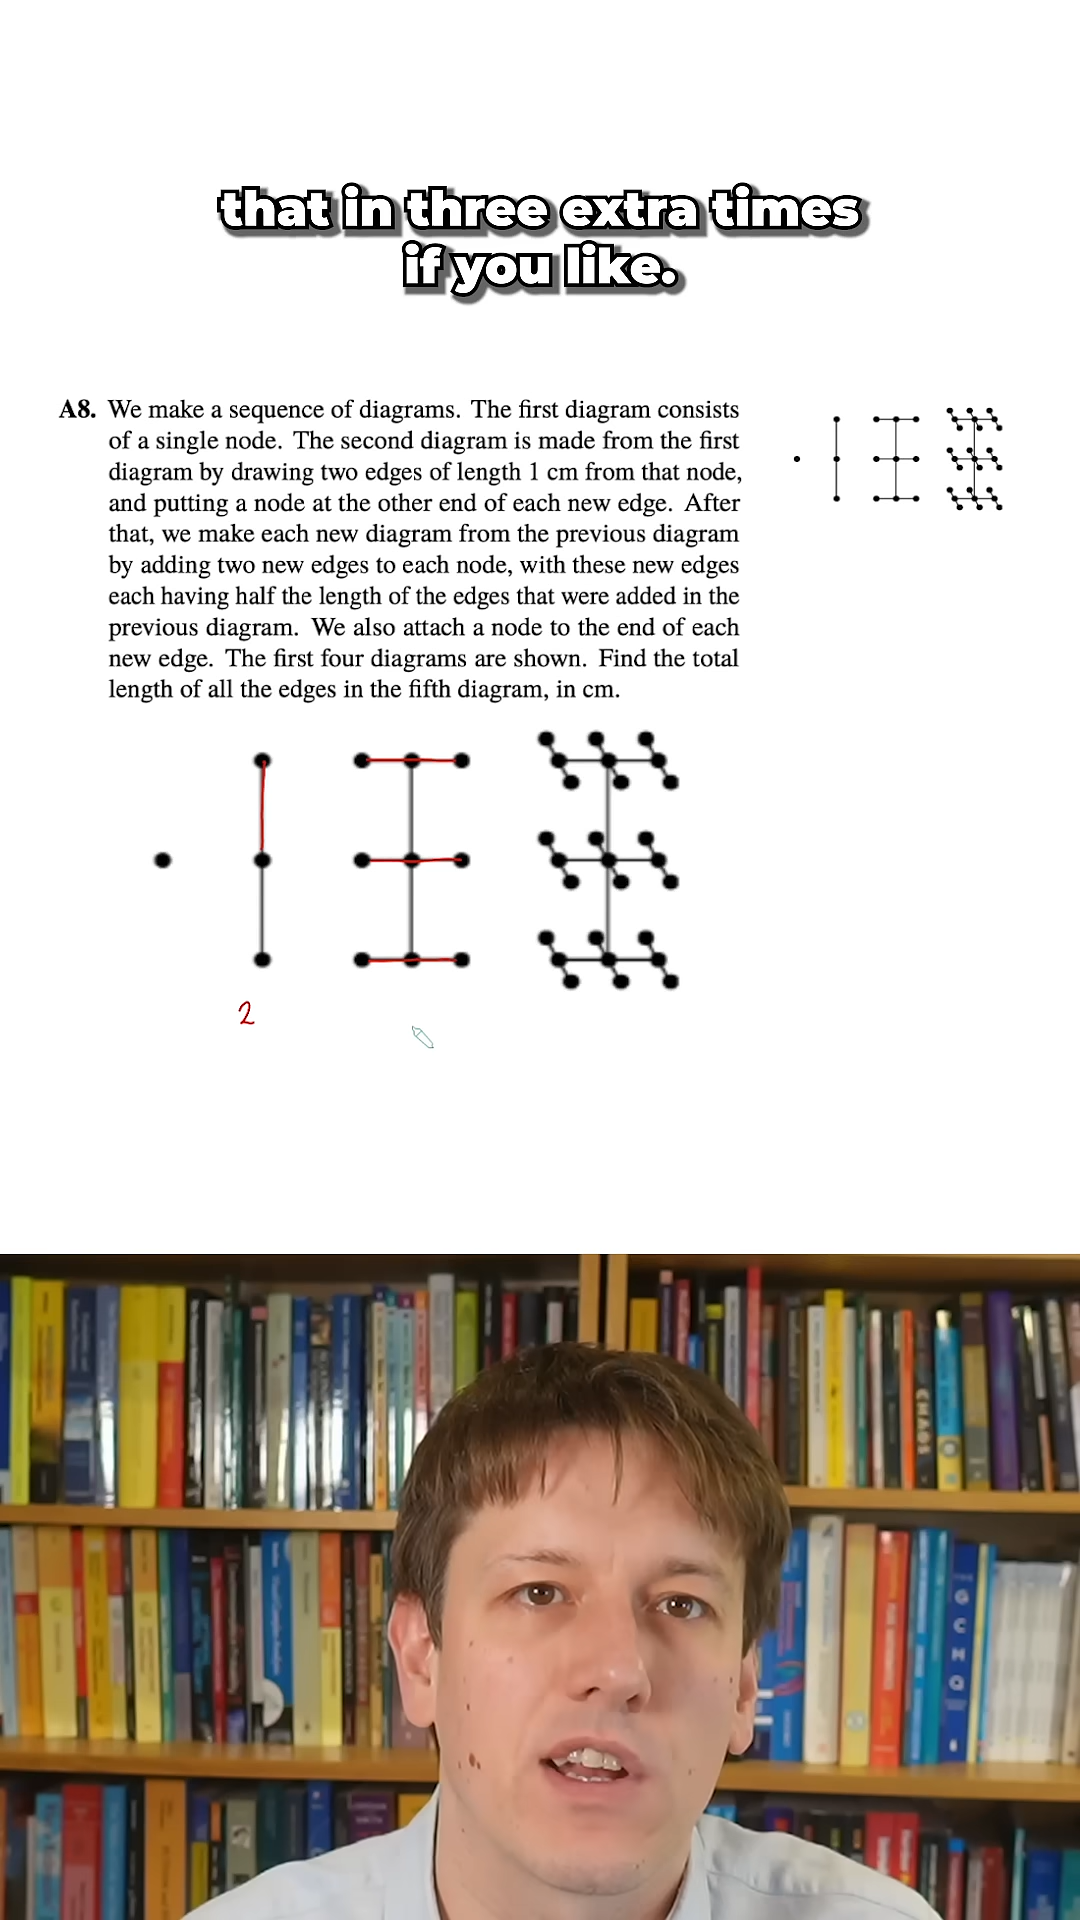 that in three extra times
if you like.
A8. We make a sequence of diagrams. The first diagram consists
of a single node. The second diagram is made from the first
diagram by drawing two edges of length 1 cm from that node,
and putting a node at the other end of each new edge. After
that, we make each new diagram from the previous diagram
by adding two new edges to each node, with these new edges
each having half the length of the edges that were added in the
previous diagram. We also attach a node to the end of each
new edge. The first four diagrams are shown. Find the total
length of all the edges in the fifth diagram, in cm.
2
CHAOS
GCHQ